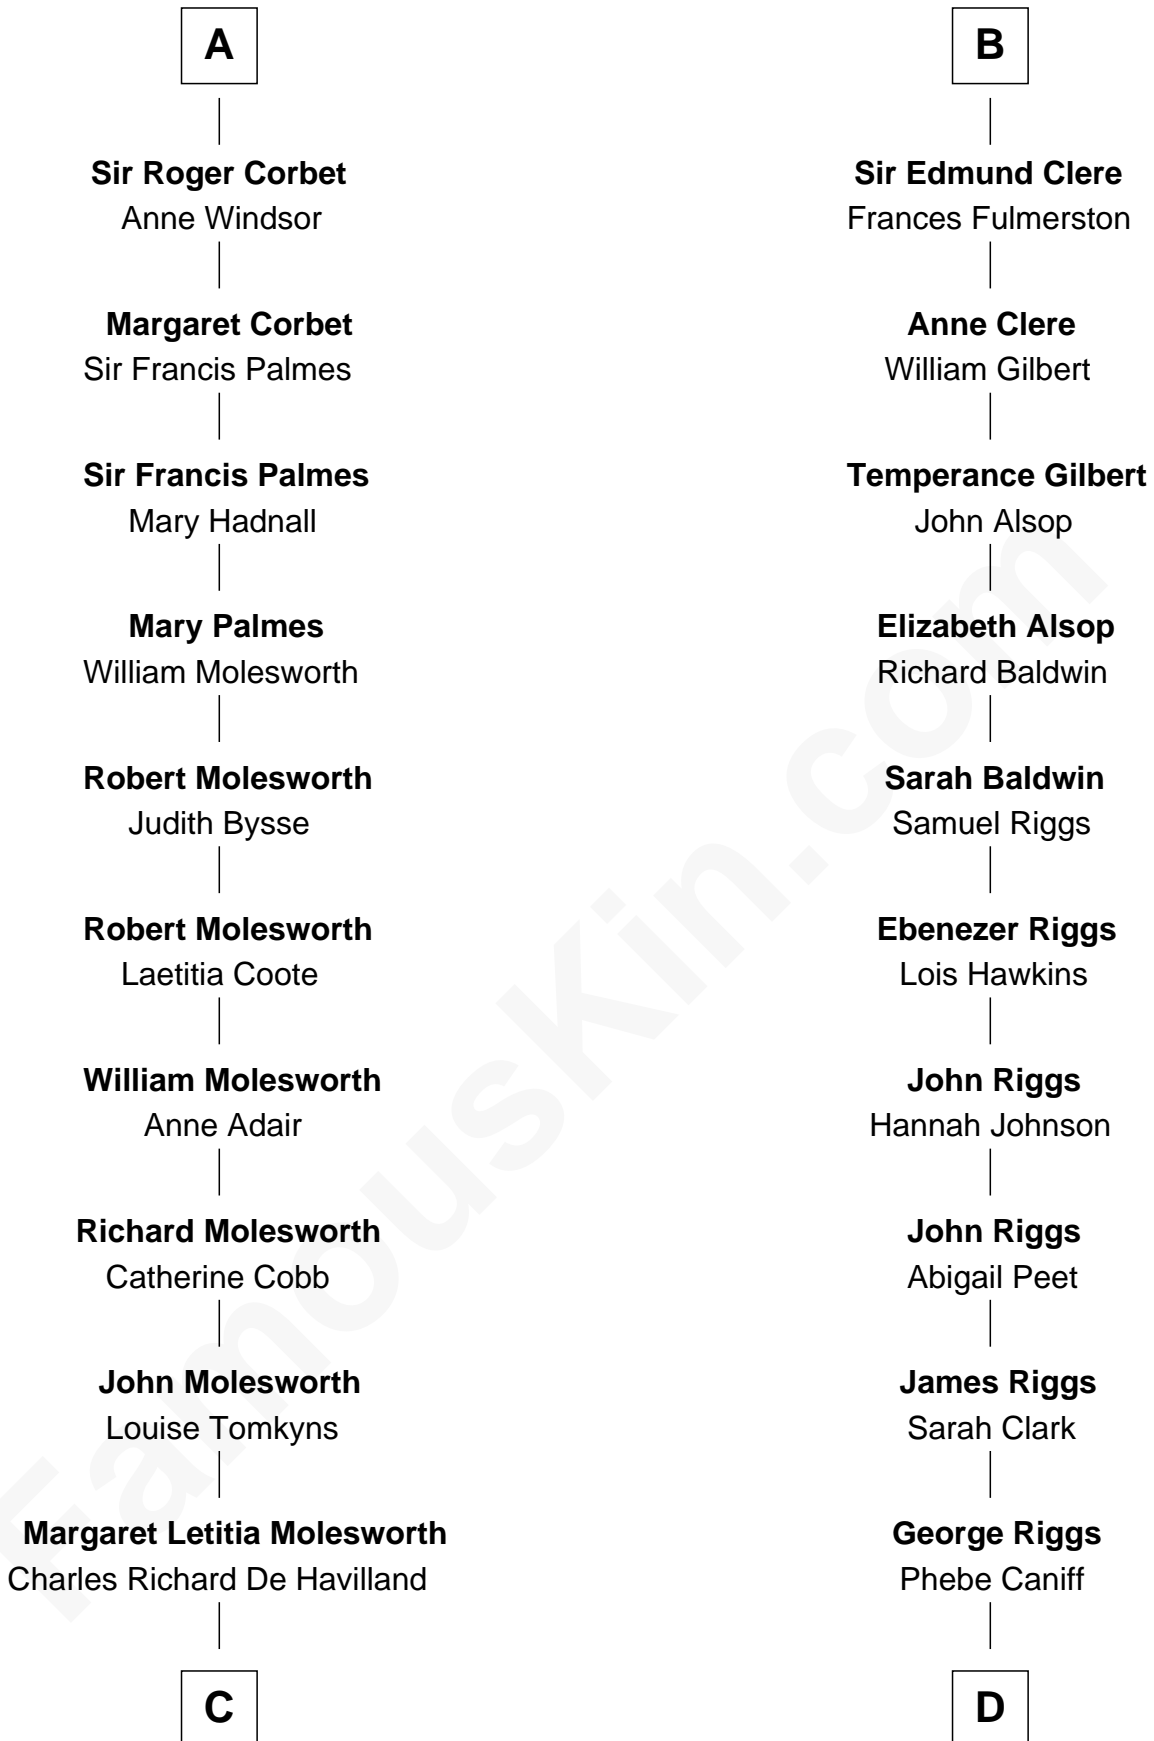 A
Sir Roger Corbet
Anne Windsor
Margaret Corbet
Sir Francis Palmes
Sir Francis Palmes
Mary Hadnall
Mary Palmes
William Molesworth
Robert Molesworth
Judith Bysse
Robert Molesworth
Laetitia Coote
William Molesworth
Anne Adair
Richard Molesworth
Catherine Cobb
John Molesworth
Louise Tomkyns
Margaret Letitia Molesworth
Charles Richard De Havilland
C
B
Sir Edmund Clere
Frances Fulmerston
Anne Clere
William Gilbert
Temperance Gilbert
John Alsop
Elizabeth Alsop
Richard Baldwin
Sarah Baldwin
Samuel Riggs
Ebenezer Riggs
Lois Hawkins
John Riggs
Hannah Johnson
John Riggs
Abigail Peet
James Riggs
Sarah Clark
George Riggs
Phebe Caniff
D
FamousKin.com